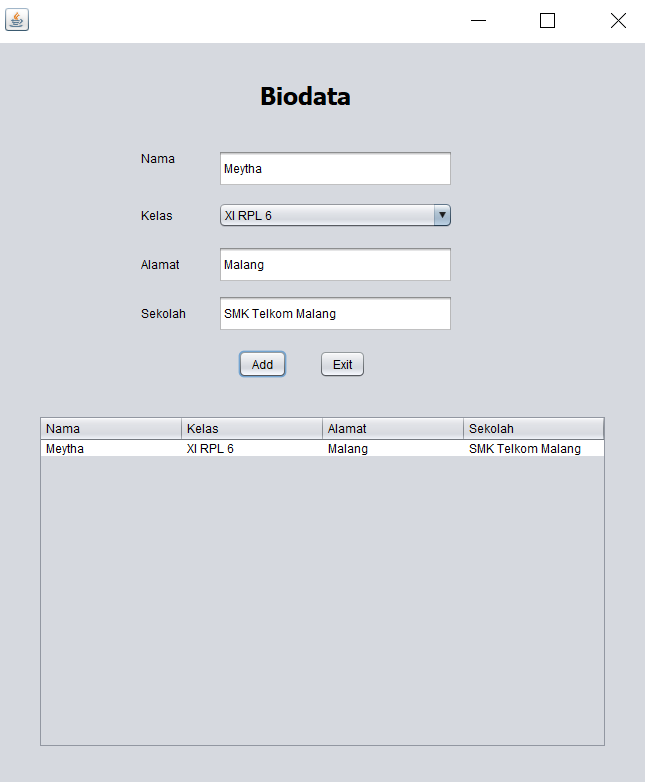 Biodata
Nama Meytha
Kelas XI RPL 6
Alamat Malang
Sekolah SMK Telkom Malang
Add Exit
Nama Kelas Alamat Sekolah
Meytha XI RPL 6 Malang SMK Telkom Malang